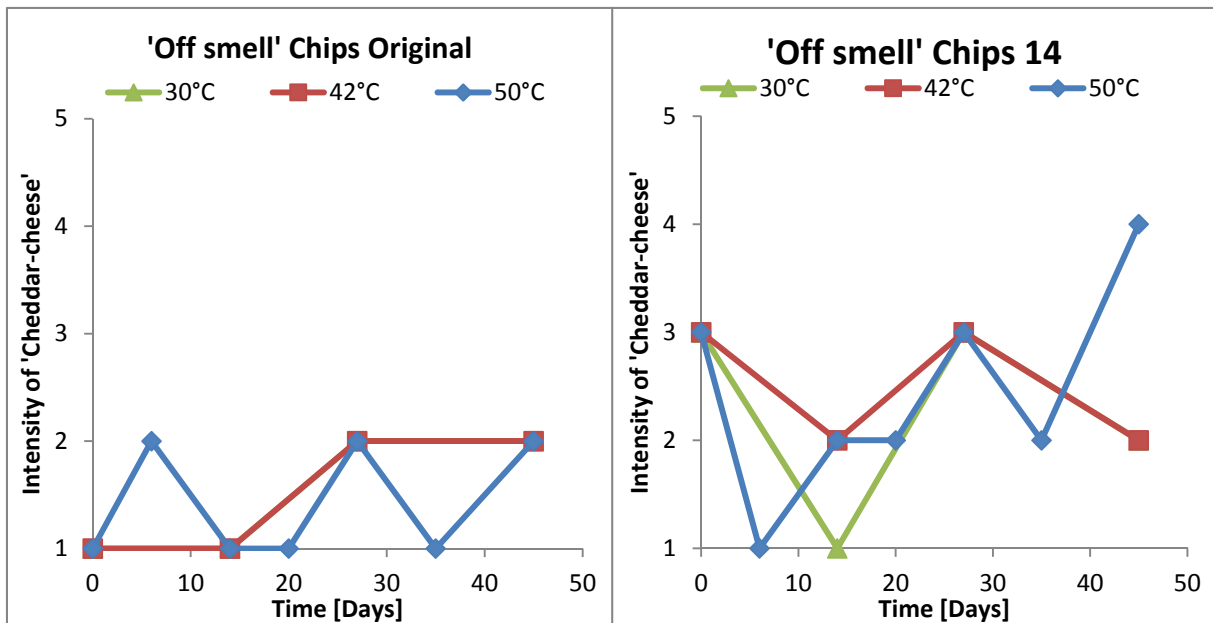 'Off smell' Chips Original
30°C 42°C 50°C
5
4
3
2
1
0 10 20 30 40 50
Intensity of 'Cheddar-cheese'
Time [Days]
'Off smell' Chips 14
30°C 42°C 50°C
5
4
3
2
1
0 10 20 30 40 50
Intensity of 'Cheddar-cheese'
Time [Days]